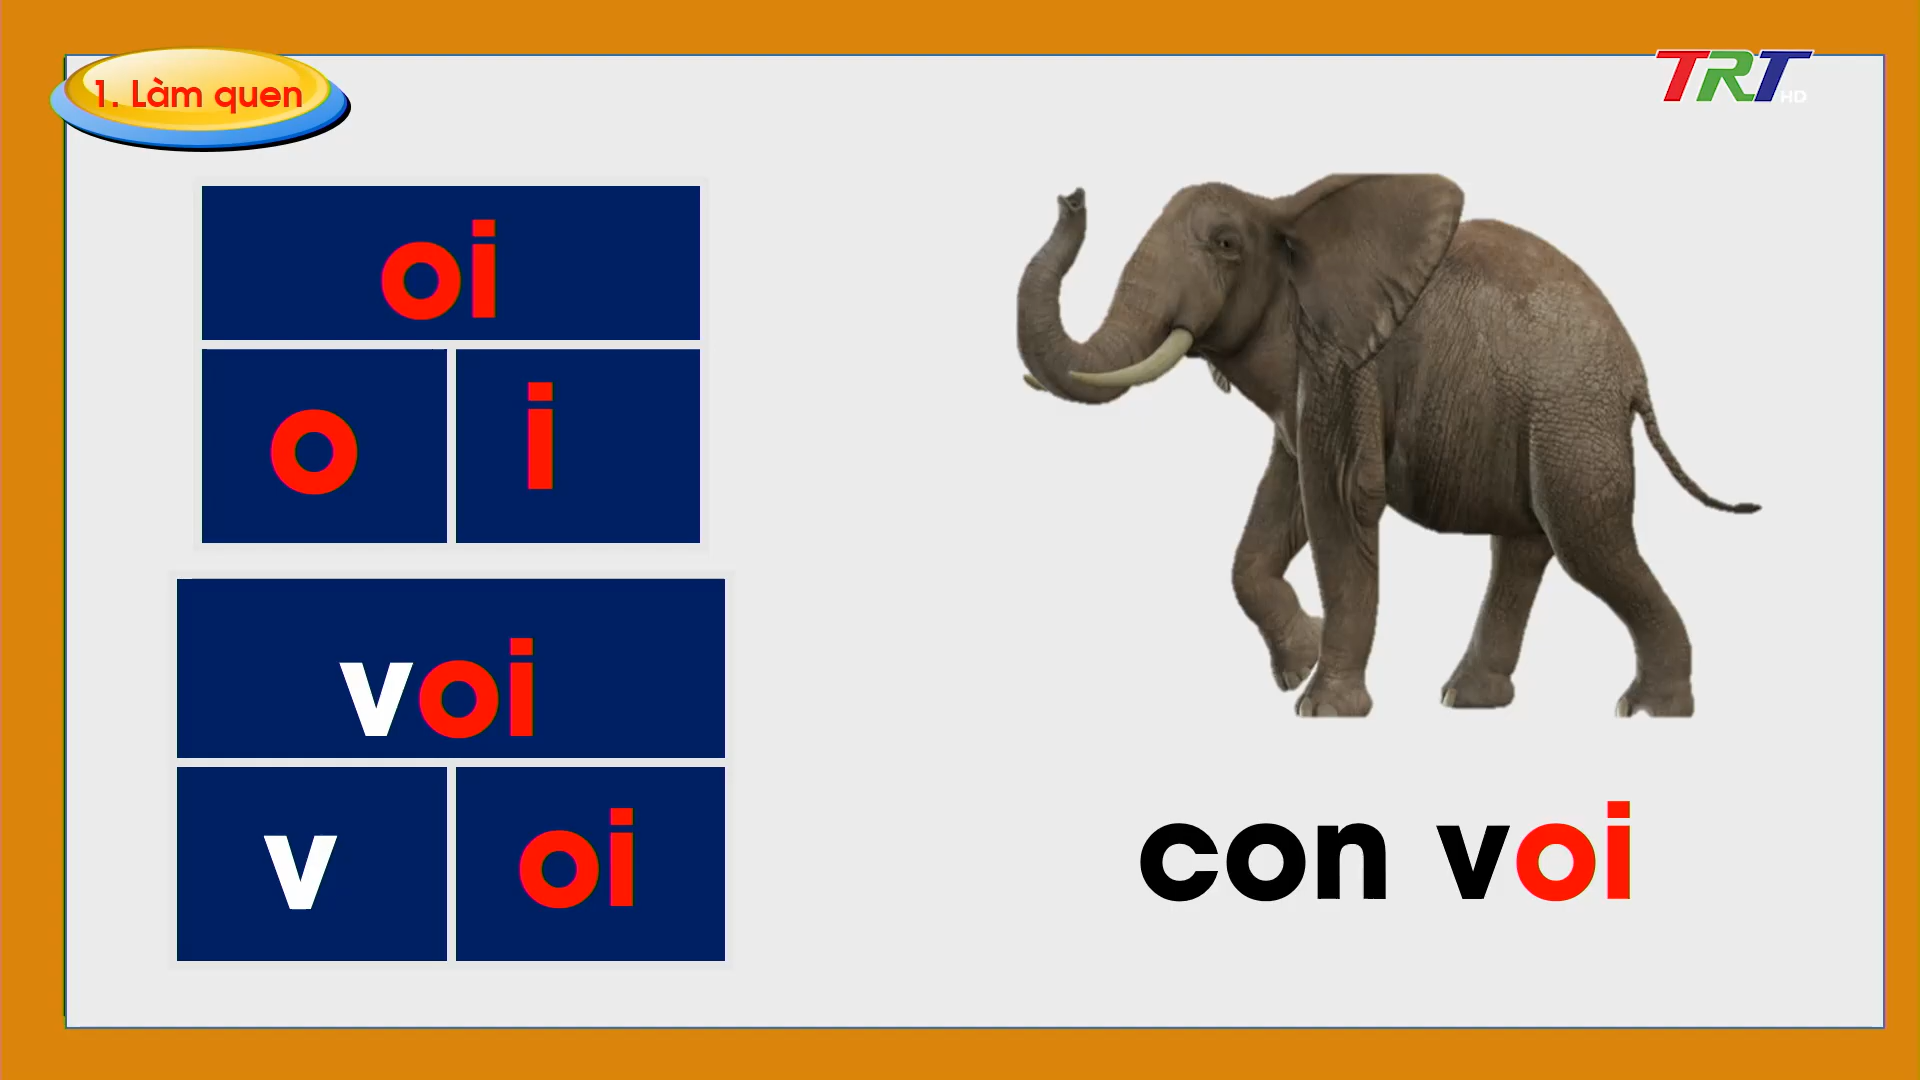 1. Làm quen
TRT HD
oi
o i
voi
v oi
con voi